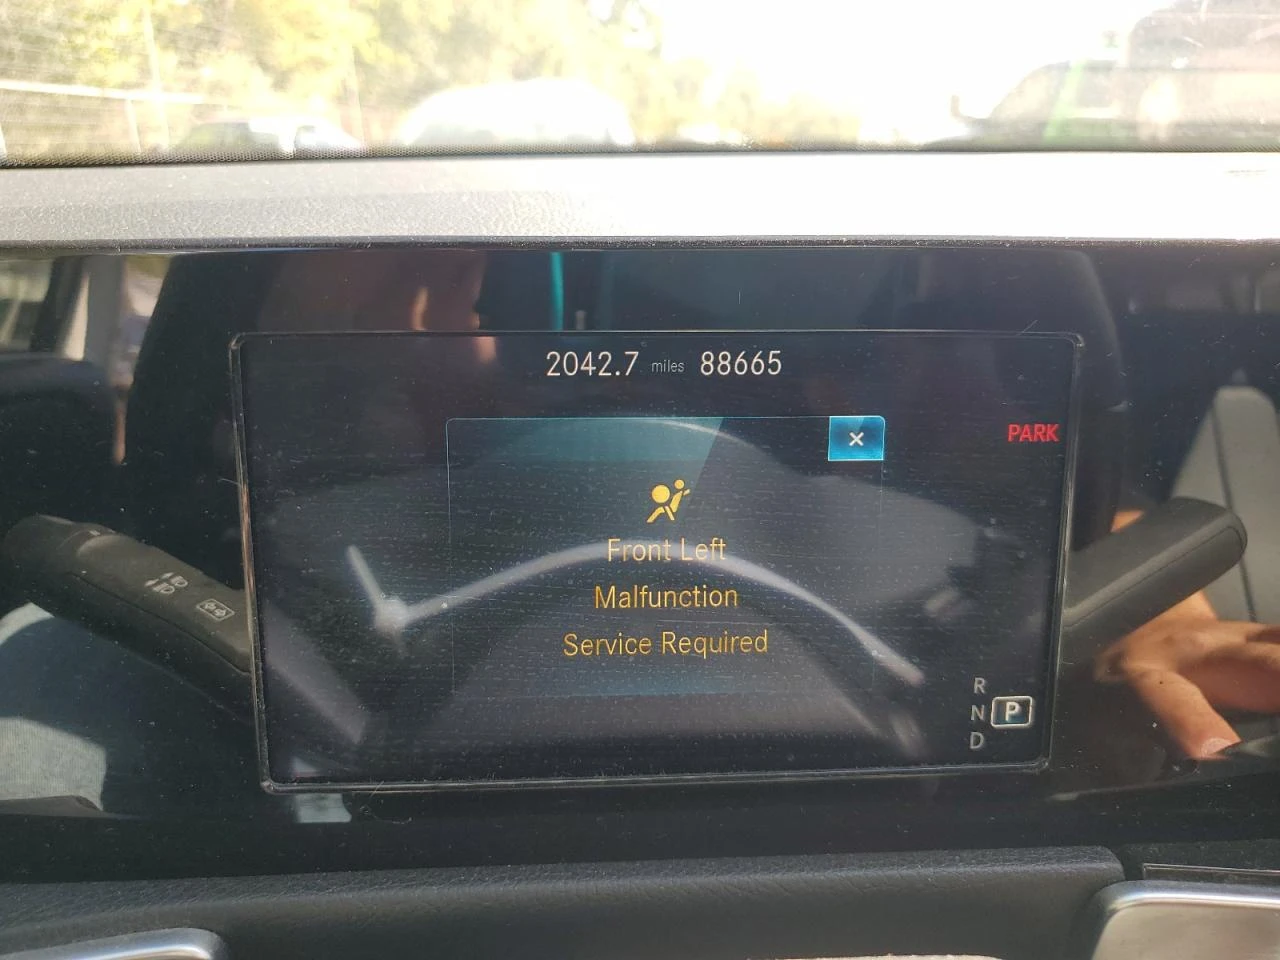 2042.7 miles 88665
×
PARK
Front Left
Malfunction
Service Required
R
N P
D